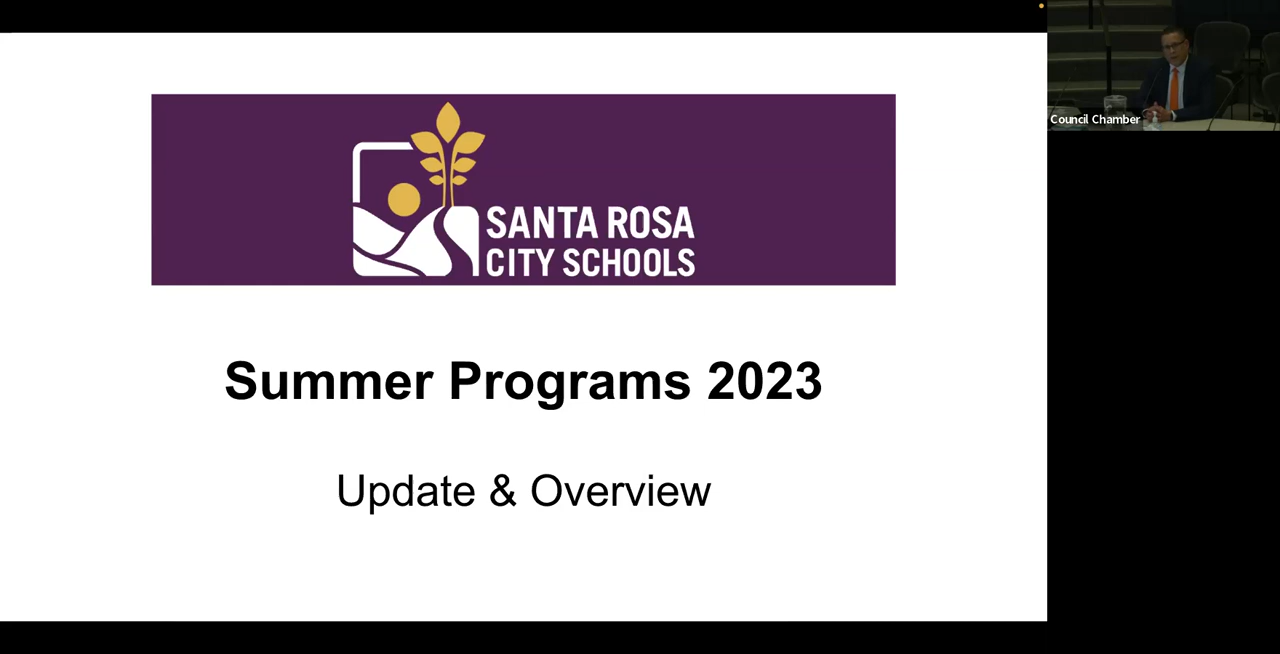 SANTA ROSA
CITY SCHOOLS
Summer Programs 2023
Update & Overview
Council Chamber